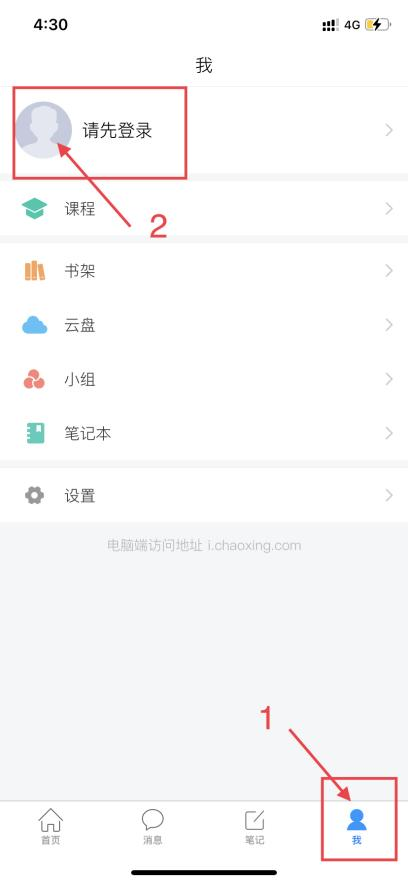 4:30
4G
我
请先登录
2
课程
书架
云盘
小组
笔记本
设置
电脑端访问地址 i.chaoxing.com
1
首页
消息
笔记
我